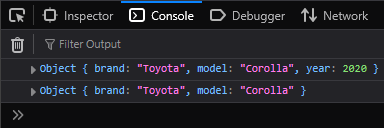 Inspector Console Debugger Network
Filter Output
Object { brand: "Toyota", model: "Corolla", year: 2020 }
Object { brand: "Toyota", model: "Corolla" }